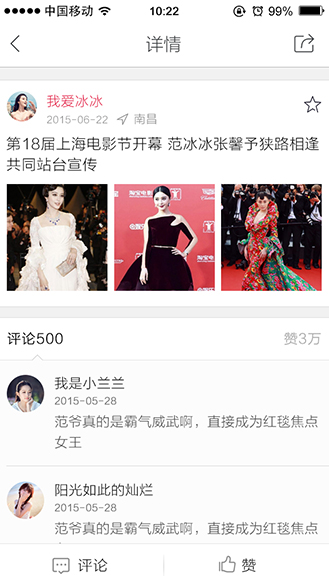 中国移动 10:22 99%
详情
我爱冰冰
2015-06-22 南昌
第18届上海电影节开幕 范冰冰张馨予狭路相逢
共同站台宣传
评论500 赞3万
我是小兰兰
2015-05-28
范爷真的是霸气威武啊，直接成为红毯焦点
女王
阳光如此的灿烂
2015-05-28
范爷真的是霸气威武啊，直接成为红毯焦点
评论 赞